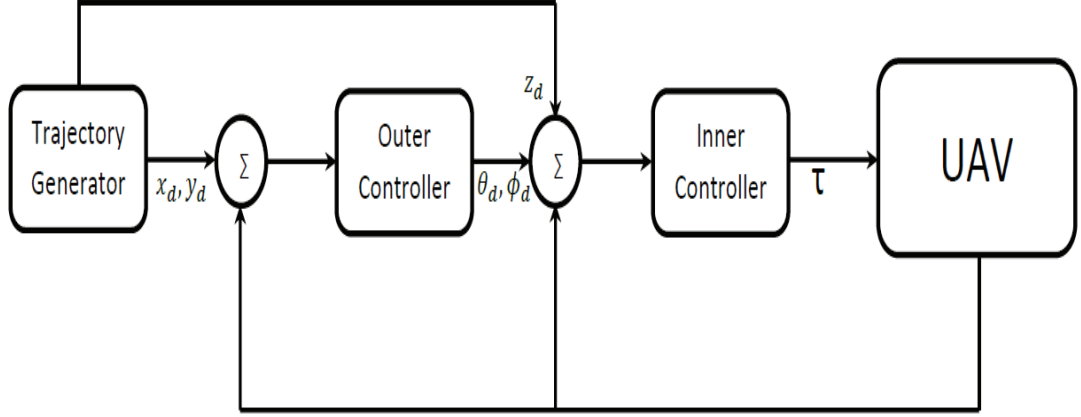 z_d
Trajectory
Generator
x_d, y_d
Σ
Outer
Controller
θ_d, ϕ_d
Σ
Inner
Controller
τ
UAV